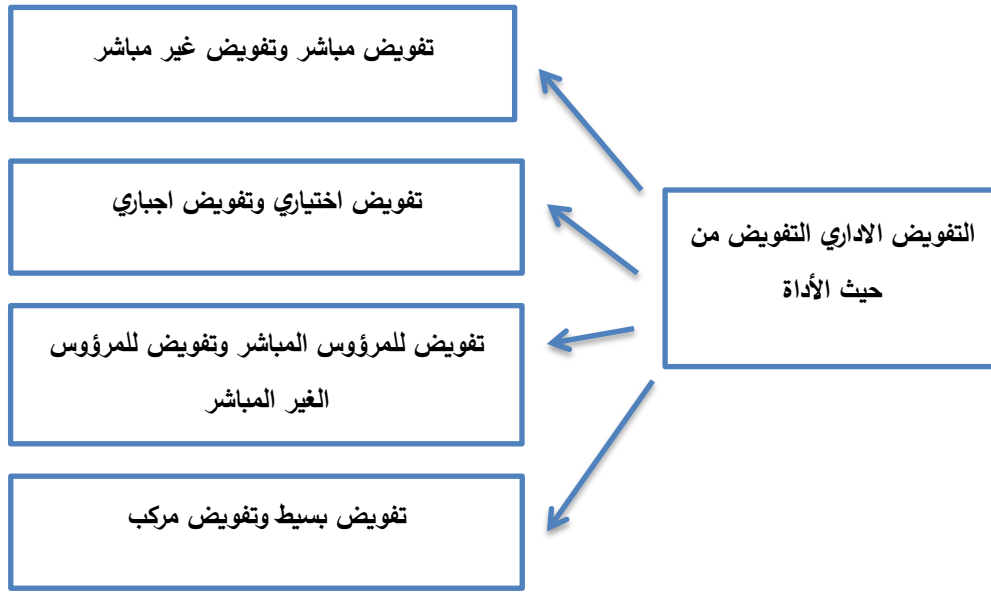 التفويض الاداري التفويض من
حيث الأداة
تفويض مباشر وتفويض غير مباشر
تفويض اختياري وتفويض اجباري
تفويض للمرؤوس المباشر وتفويض للمرؤوس
الغير المباشر
تفويض بسيط وتفويض مركب